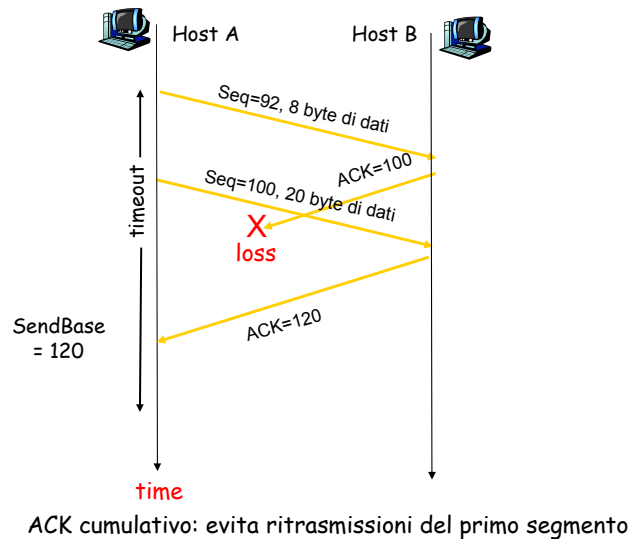 Host A
Host B
Seq=92, 8 byte di dati
ACK=100
timeout
Seq=100, 20 byte di dati
X
loss
ACK=120
SendBase
= 120
time
ACK cumulativo: evita ritrasmissioni del primo segmento